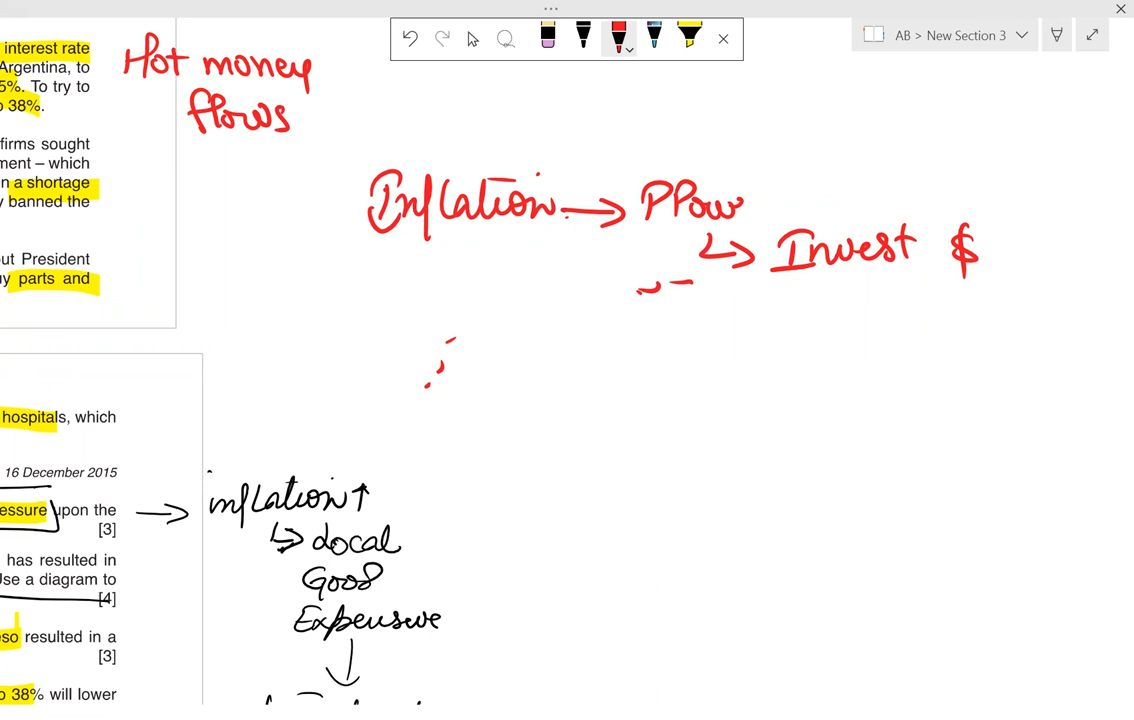 AB > New Section 3
interest rate
Argentina, to
5%. To try to
o 38%.
firms sought
ment – which
n a shortage
y banned the
out President
y parts and
Hot money
flows
Inflation → PPow
↳ Invest $
hospitals, which
16 December 2015
essure upon the
[3]
has resulted in
Use a diagram to
[4]
eso resulted in a
[3]
o 38% will lower
→ inflation ↑
↳ Local
Good
Expensive
↓